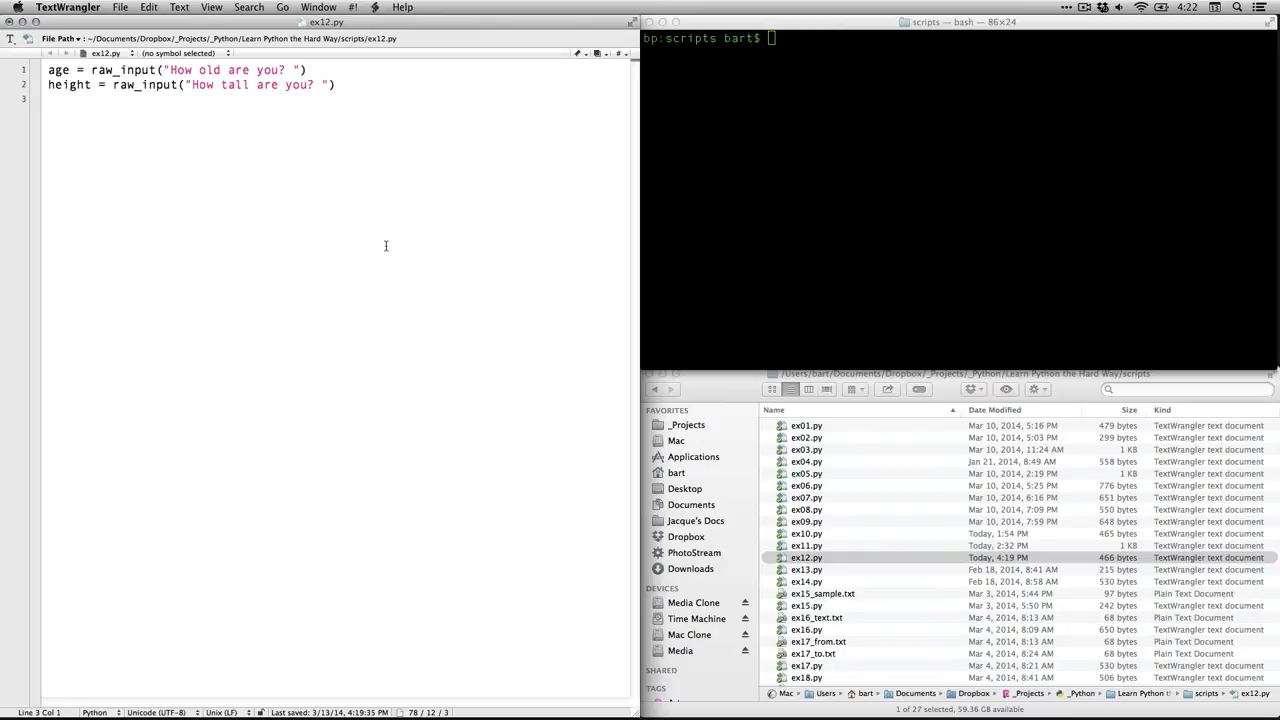 TextWrangler File Edit Text Search Go Window #! Help 4:22
ex12.py
File Path ▾ : ~/Documents/Dropbox/_Projects/_Python/Learn Python the Hard Way/scripts/ex12.py
ex12.py (no symbol selected) #
1 age = raw_input("How old are you? ")
2 height = raw_input("How tall are you? ")
3
Line 3 Col 1 Python Unicode (UTF-8) Unix (LF) Last saved: 3/13/14, 4:19:35 PM 78 / 12 / 3
scripts — bash — 86×24
bp:scripts bart$
/Users/bart/Documents/Dropbox/_Projects/_Python/Learn Python the Hard Way/scripts
FAVORITES
_Projects
Mac
Applications
bart
Desktop
Documents
Jacque's Docs
Dropbox
PhotoStream
Downloads
DEVICES
Media Clone
Time Machine
Mac Clone
Media
SHARED
TAGS
Name Date Modified Size Kind
ex01.py Mar 10, 2014, 5:16 PM 479 bytes TextWrangler text document
ex02.py Mar 10, 2014, 5:03 PM 299 bytes TextWrangler text document
ex03.py Mar 10, 2014, 11:24 AM 1 KB TextWrangler text document
ex04.py Jan 21, 2014, 8:49 AM 558 bytes TextWrangler text document
ex05.py Mar 10, 2014, 2:19 PM 1 KB TextWrangler text document
ex06.py Mar 10, 2014, 5:25 PM 776 bytes TextWrangler text document
ex07.py Mar 10, 2014, 6:16 PM 651 bytes TextWrangler text document
ex08.py Mar 10, 2014, 7:09 PM 550 bytes TextWrangler text document
ex09.py Mar 10, 2014, 7:59 PM 648 bytes TextWrangler text document
ex10.py Today, 1:54 PM 465 bytes TextWrangler text document
ex11.py Today, 2:32 PM 1 KB TextWrangler text document
ex12.py Today, 4:19 PM 466 bytes TextWrangler text document
ex13.py Feb 18, 2014, 8:41 AM 215 bytes TextWrangler text document
ex14.py Feb 18, 2014, 8:58 AM 530 bytes TextWrangler text document
ex15_sample.txt Mar 3, 2014, 5:44 PM 97 bytes Plain Text Document
ex15.py Mar 3, 2014, 5:50 PM 242 bytes TextWrangler text document
ex16_text.txt Mar 4, 2014, 8:13 AM 68 bytes Plain Text Document
ex16.py Mar 4, 2014, 8:09 AM 650 bytes TextWrangler text document
ex17_from.txt Mar 4, 2014, 8:13 AM 68 bytes Plain Text Document
ex17_to.txt Mar 4, 2014, 8:24 AM 68 bytes Plain Text Document
ex17.py Mar 4, 2014, 8:21 AM 530 bytes TextWrangler text document
ex18.py Mar 4, 2014, 8:33 AM 506 bytes TextWrangler text document
Mac ▸ Users ▸ bart ▸ Documents ▸ Dropbox ▸ _Projects ▸ _Python ▸ Learn Python t ▸ scripts ▸ ex12.py
1 of 27 selected, 59.36 GB available